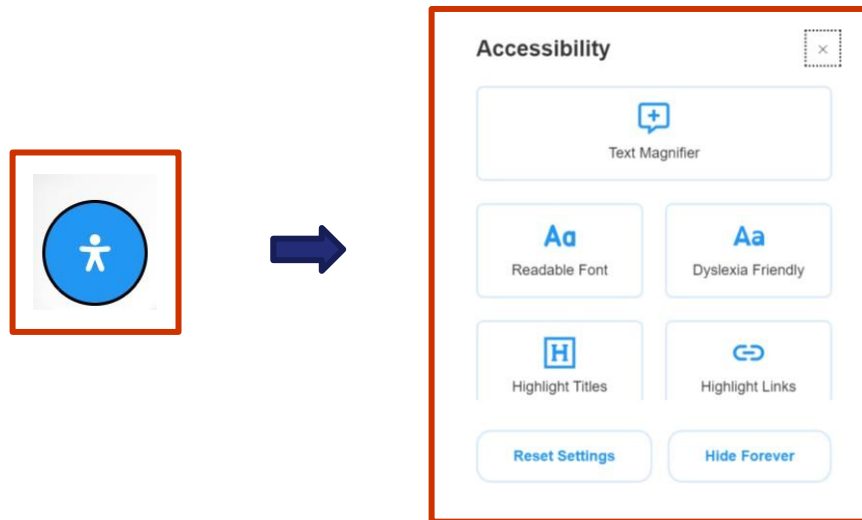 Accessibility
×
Text Magnifier
Aa Aa
Readable Font Dyslexia Friendly
H
Highlight Titles Highlight Links
Reset Settings Hide Forever